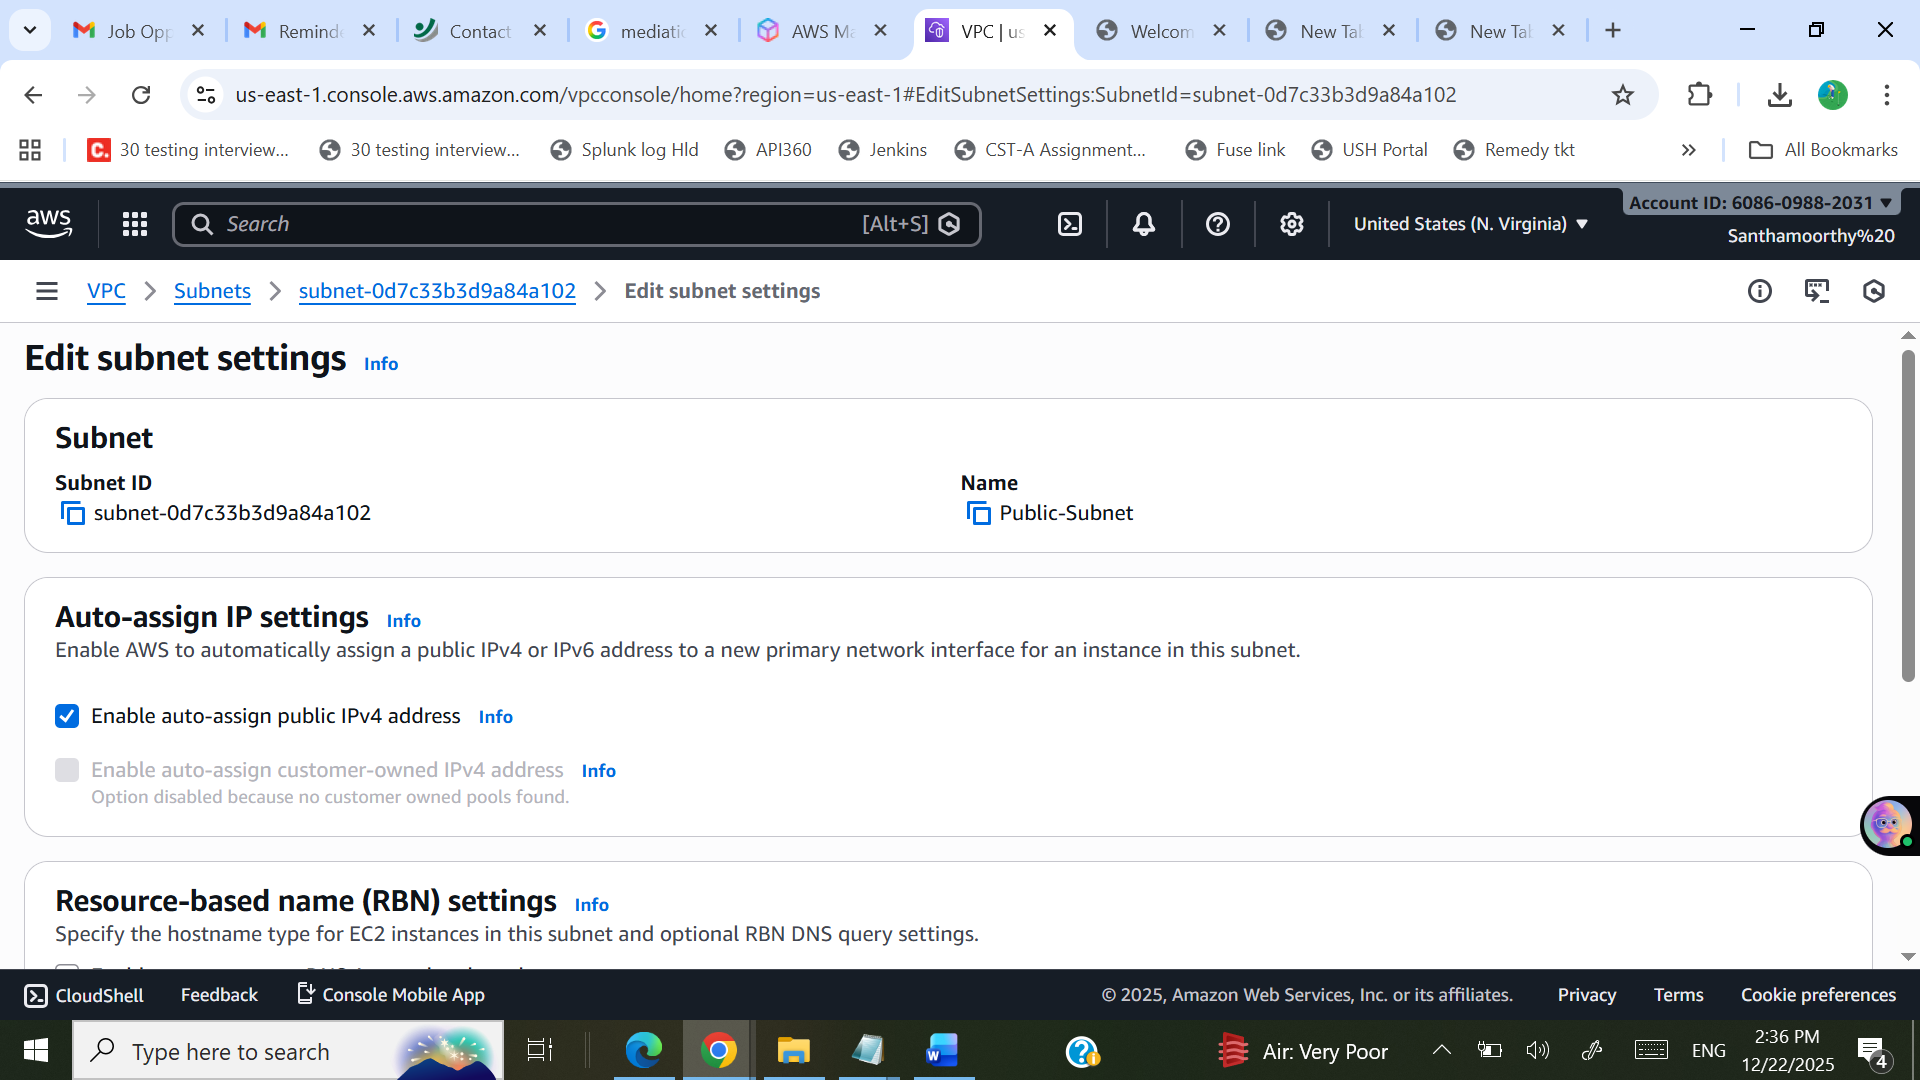 Job Opp
Reminde
Contact
mediatio
AWS Ma
VPC | us
Welcom
New Tab
New Tab
us-east-1.console.aws.amazon.com/vpcconsole/home?region=us-east-1#EditSubnetSettings:SubnetId=subnet-0d7c33b3d9a84a102
30 testing interview...
30 testing interview...
Splunk log Hld
API360
Jenkins
CST-A Assignment...
Fuse link
USH Portal
Remedy tkt
All Bookmarks
aws
Search
[Alt+S]
United States (N. Virginia)
Account ID: 6086-0988-2031
Santhamoorthy%20
VPC
Subnets
subnet-0d7c33b3d9a84a102
Edit subnet settings
Edit subnet settings Info
Subnet
Subnet ID
subnet-0d7c33b3d9a84a102
Name
Public-Subnet
Auto-assign IP settings Info
Enable AWS to automatically assign a public IPv4 or IPv6 address to a new primary network interface for an instance in this subnet.
Enable auto-assign public IPv4 address Info
Enable auto-assign customer-owned IPv4 address Info
Option disabled because no customer owned pools found.
Resource-based name (RBN) settings Info
Specify the hostname type for EC2 instances in this subnet and optional RBN DNS query settings.
CloudShell
Feedback
Console Mobile App
© 2025, Amazon Web Services, Inc. or its affiliates.
Privacy
Terms
Cookie preferences
Type here to search
Air: Very Poor
ENG
2:36 PM
12/22/2025
4